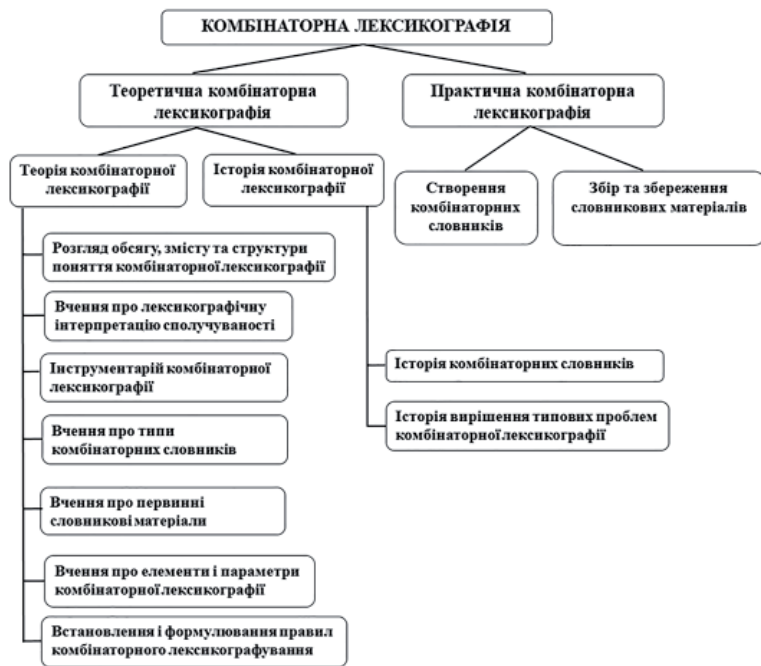 КОМБІНАТОРНА ЛЕКСИКОГРАФІЯ
Теоретична комбінаторна
лексикографія
Практична комбінаторна
лексикографія
Теорія комбінаторної
лексикографії
Історія комбінаторної
лексикографії
Створення
комбінаторних
словників
Збір та збереження
словникових матеріалів
Розгляд обсягу, змісту та структури
поняття комбінаторної лексикографії
Вчення про лексикографічну
інтерпретацію сполучуваності
Інструментарій комбінаторної
лексикографії
Вчення про типи
комбінаторних словників
Вчення про первинні
словникові матеріали
Вчення про елементи і параметри
комбінаторної лексикографії
Встановлення і формулювання правил
комбінаторного лексикографування
Історія комбінаторних словників
Історія вирішення типових проблем
комбінаторної лексикографії